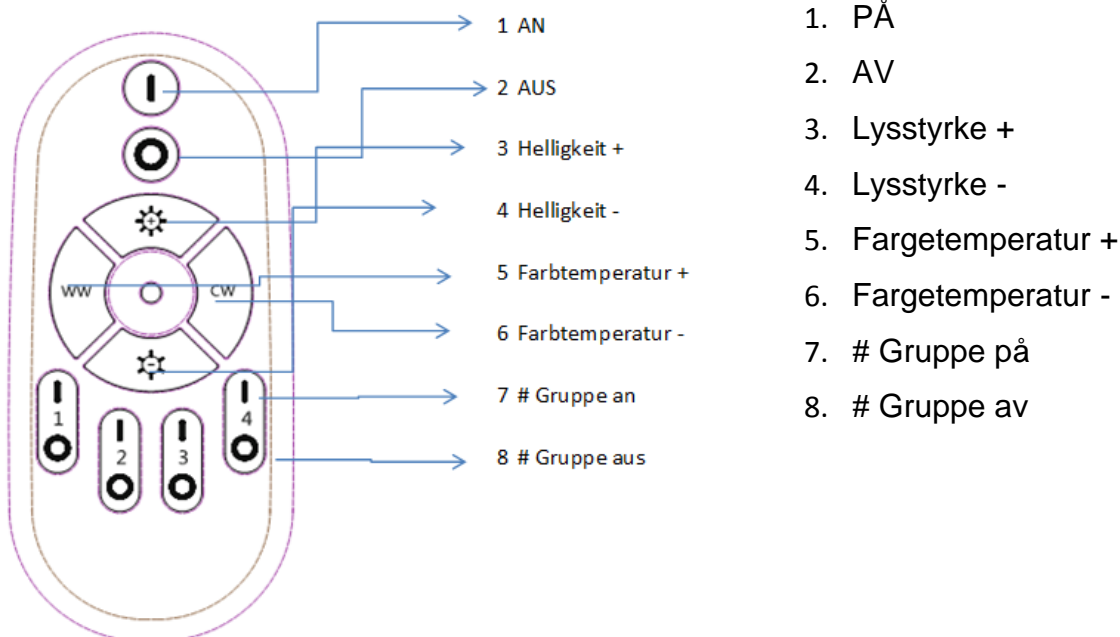 1 AN
2 AUS
3 Helligkeit +
4 Helligkeit -
5 Farbtemperatur +
6 Farbtemperatur -
7 # Gruppe an
8 # Gruppe aus
WW
CW
1
2
3
4
1. PÅ
2. AV
3. Lysstyrke +
4. Lysstyrke -
5. Fargetemperatur +
6. Fargetemperatur -
7. # Gruppe på
8. # Gruppe av